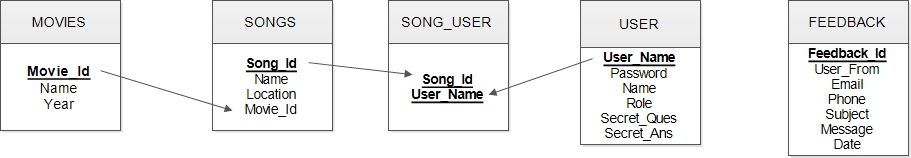 MOVIES
Movie_Id
Name
Year
SONGS
Song_Id
Name
Location
Movie_Id
SONG_USER
Song_Id
User_Name
USER
User_Name
Password
Name
Role
Secret_Ques
Secret_Ans
FEEDBACK
Feedback_Id
User_From
Email
Phone
Subject
Message
Date